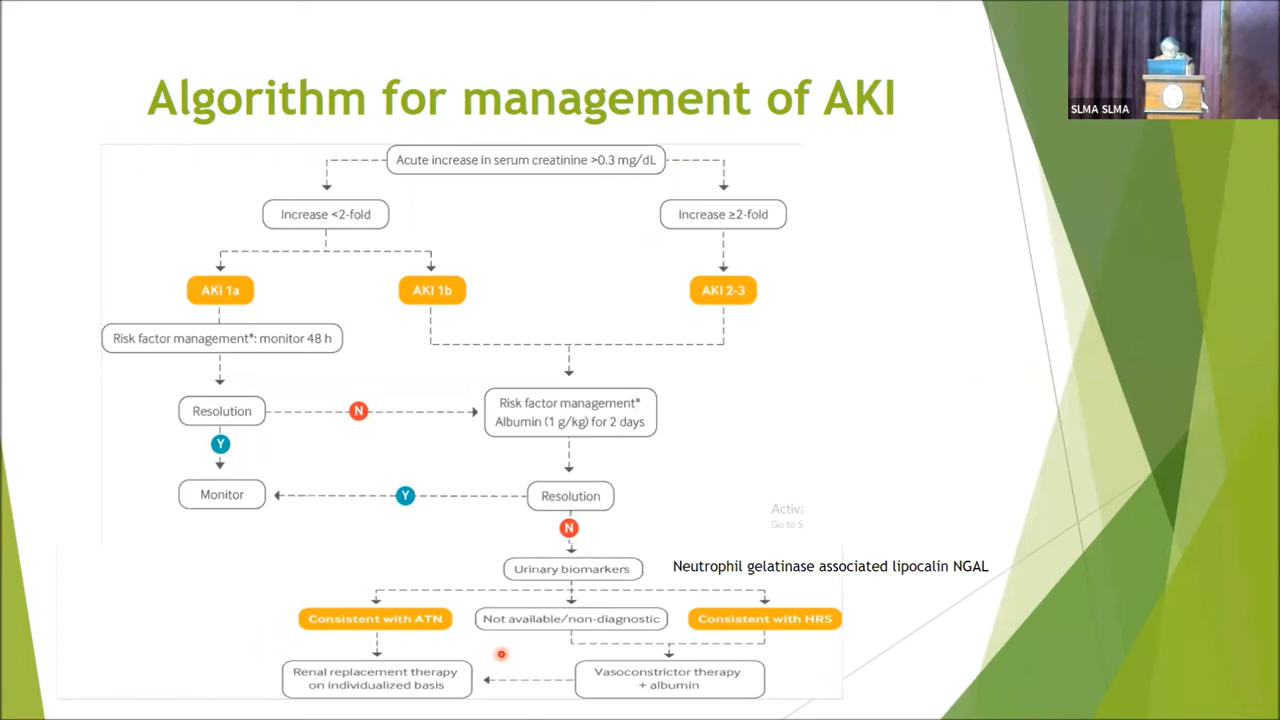 Algorithm for management of AKI
SLMA SLMA
Acute increase in serum creatinine >0.3 mg/dL
Increase <2-fold
Increase ≥2-fold
AKI 1a
AKI 1b
AKI 2-3
Risk factor management*: monitor 48 h
Resolution
N
Risk factor management*
Albumin (1 g/kg) for 2 days
Y
Monitor
Y
Resolution
N
Activa
Go to S
Urinary biomarkers
Neutrophil gelatinase associated lipocalin NGAL
Consistent with ATN
Not available/non-diagnostic
Consistent with HRS
Renal replacement therapy
on individualized basis
Vasoconstrictor therapy
+ albumin